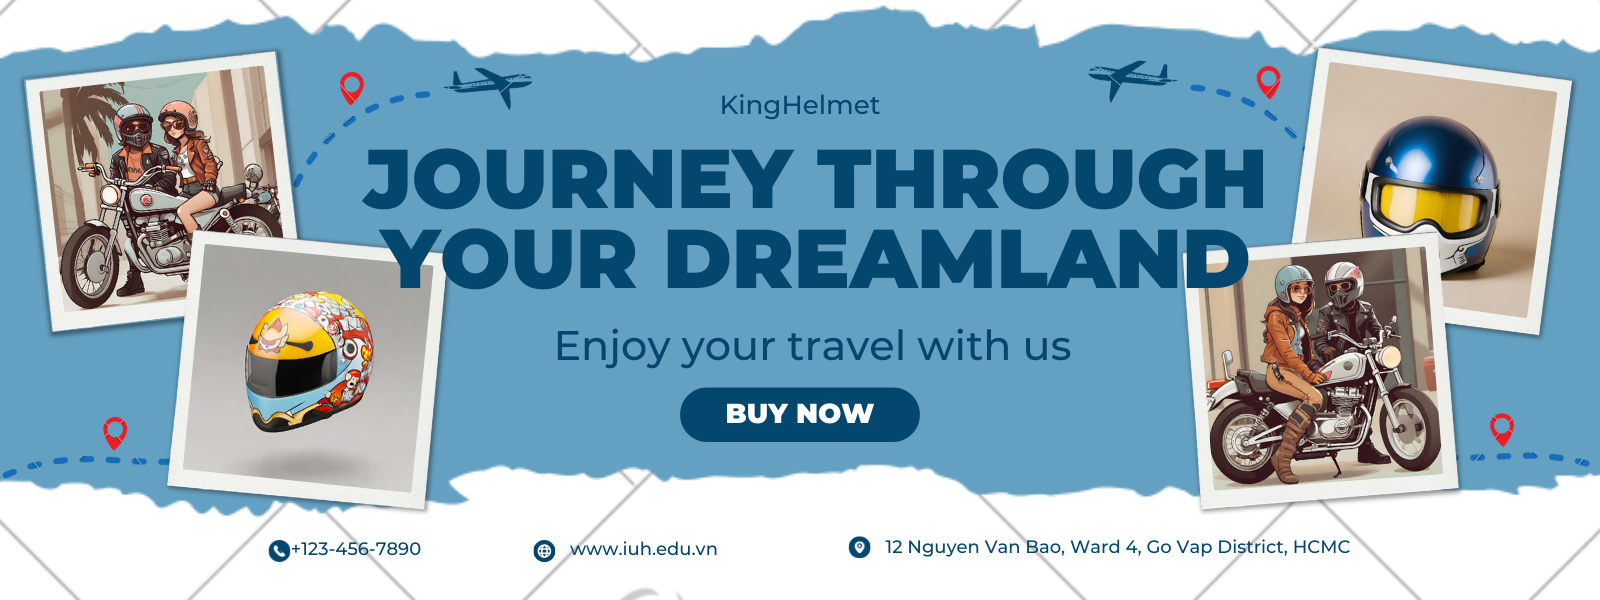 KingHelmet
JOURNEY THROUGH
YOUR DREAMLAND
Enjoy your travel with us
BUY NOW
+123-456-7890
www.iuh.edu.vn
12 Nguyen Van Bao, Ward 4, Go Vap District, HCMC